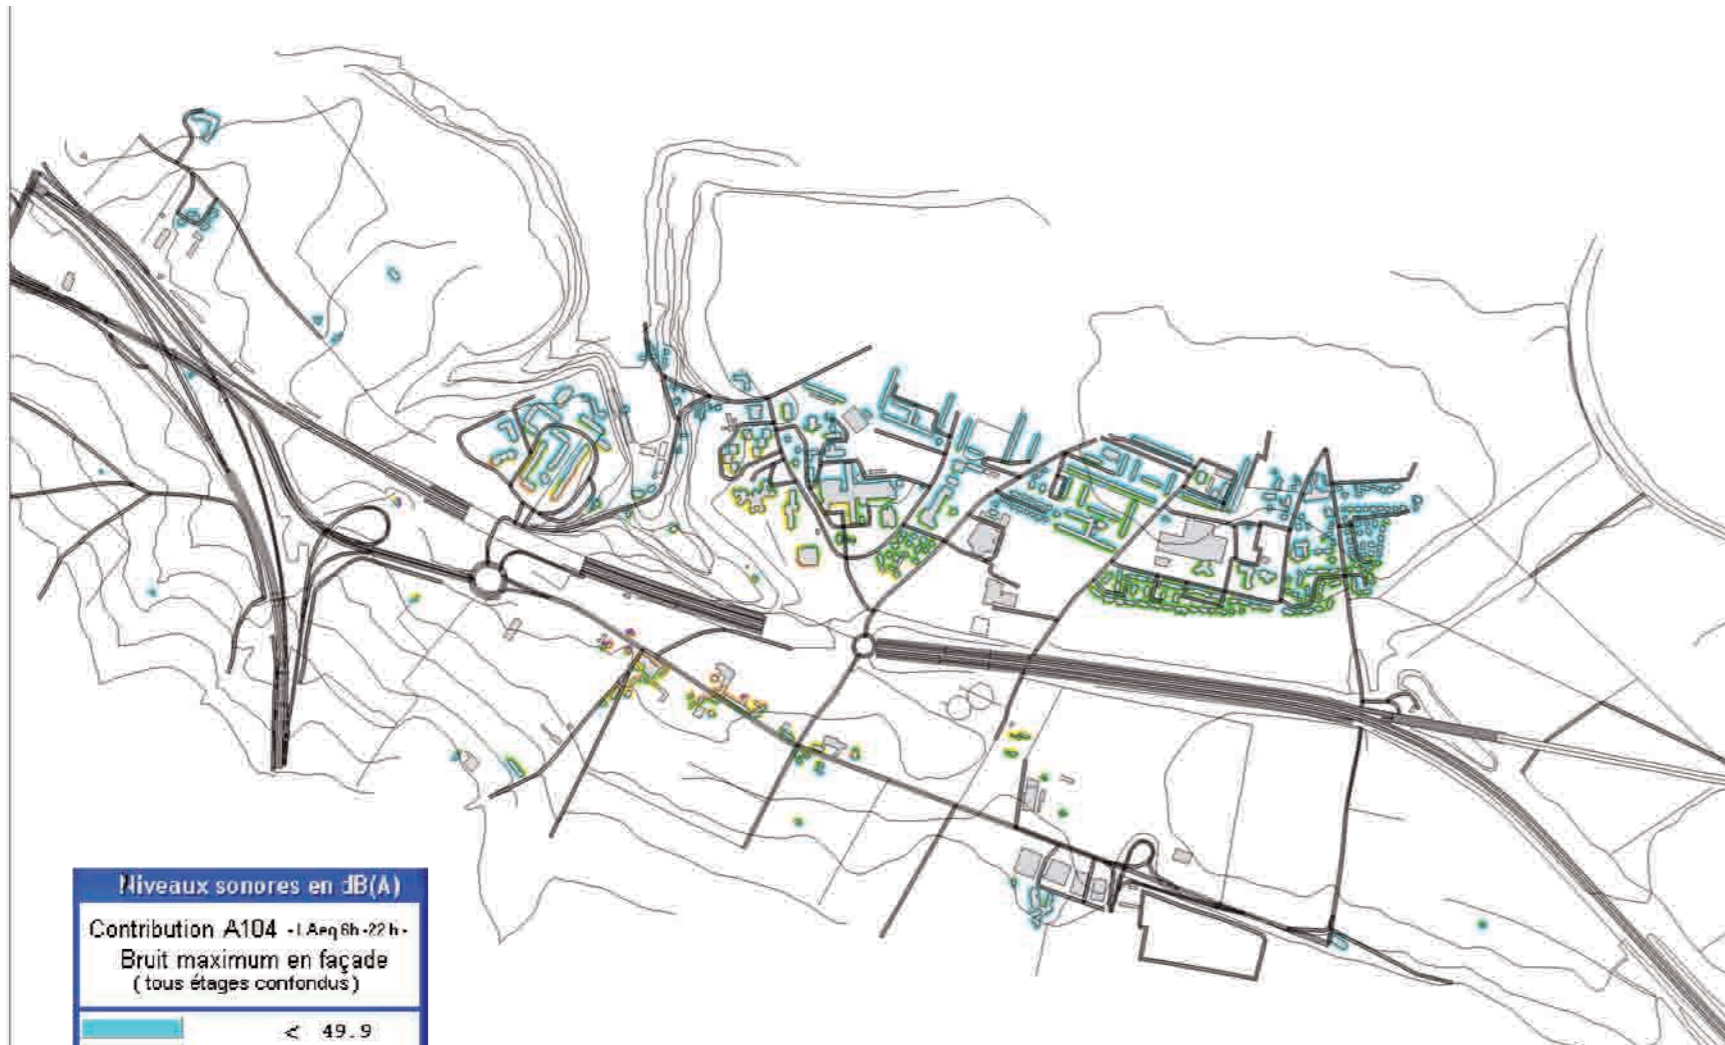 Niveaux sonores en dB(A)
Contribution A104 - LAeq 6h-22 h -
Bruit maximum en façade
( tous étages confondus )
< 49.9